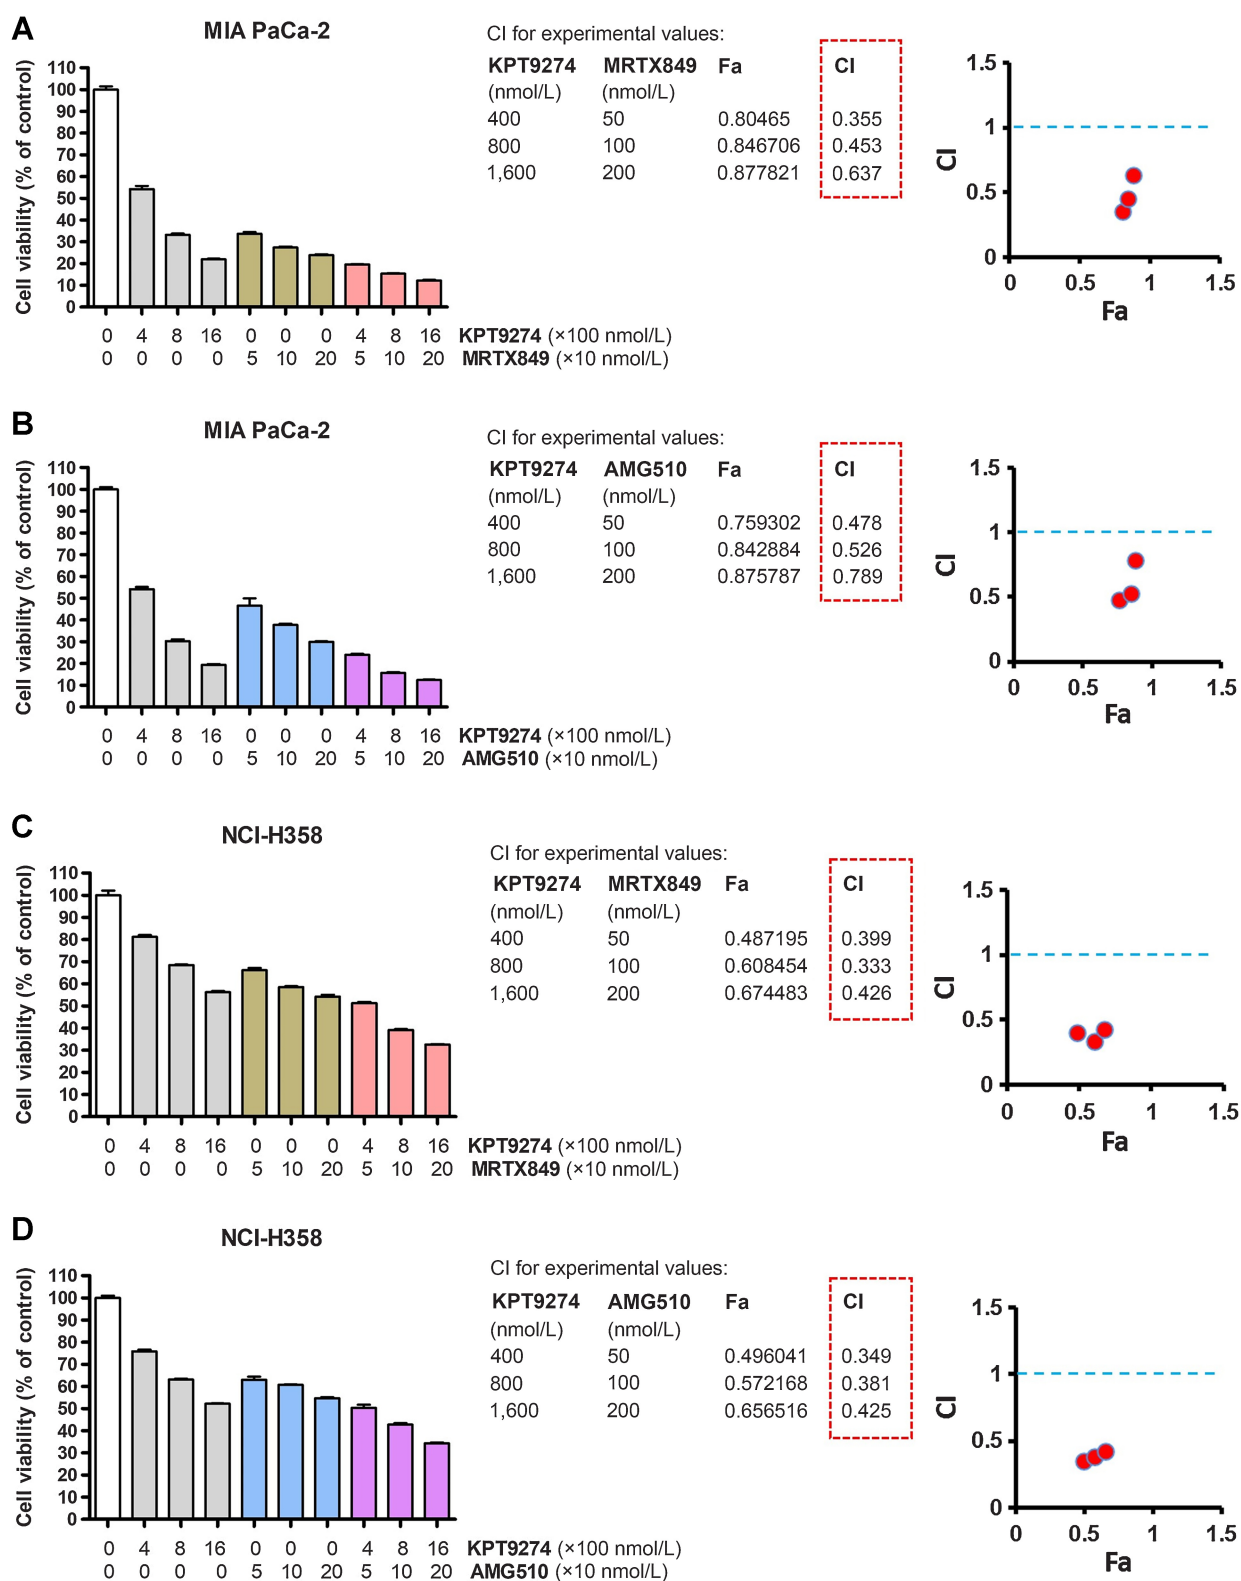 A
MIA PaCa-2
Cell viability (% of control)
110
100
90
80
70
60
50
40
30
20
10
0
0 4 8 16 0 0 0 4 8 16 KPT9274 (×100 nmol/L)
0 0 0 0 5 10 20 5 10 20 MRTX849 (×10 nmol/L)
CI for experimental values:
KPT9274 MRTX849 Fa CI
(nmol/L) (nmol/L)
400 50 0.80465 0.355
800 100 0.846706 0.453
1,600 200 0.877821 0.637
CI
1.5
1
0.5
0
0 0.5 1 1.5
Fa
B
MIA PaCa-2
Cell viability (% of control)
110
100
90
80
70
60
50
40
30
20
10
0
0 4 8 16 0 0 0 4 8 16 KPT9274 (×100 nmol/L)
0 0 0 0 5 10 20 5 10 20 AMG510 (×10 nmol/L)
CI for experimental values:
KPT9274 AMG510 Fa CI
(nmol/L) (nmol/L)
400 50 0.759302 0.478
800 100 0.842884 0.526
1,600 200 0.875787 0.789
CI
1.5
1
0.5
0
0 0.5 1 1.5
Fa
C
NCI-H358
Cell viability (% of control)
110
100
90
80
70
60
50
40
30
20
10
0
0 4 8 16 0 0 0 4 8 16 KPT9274 (×100 nmol/L)
0 0 0 0 5 10 20 5 10 20 MRTX849 (×10 nmol/L)
CI for experimental values:
KPT9274 MRTX849 Fa CI
(nmol/L) (nmol/L)
400 50 0.487195 0.399
800 100 0.608454 0.333
1,600 200 0.674483 0.426
CI
1.5
1
0.5
0
0 0.5 1 1.5
Fa
D
NCI-H358
Cell viability (% of control)
110
100
90
80
70
60
50
40
30
20
10
0
0 4 8 16 0 0 0 4 8 16 KPT9274 (×100 nmol/L)
0 0 0 0 5 10 20 5 10 20 AMG510 (×10 nmol/L)
CI for experimental values:
KPT9274 AMG510 Fa CI
(nmol/L) (nmol/L)
400 50 0.496041 0.349
800 100 0.572168 0.381
1,600 200 0.656516 0.425
CI
1.5
1
0.5
0
0 0.5 1 1.5
Fa